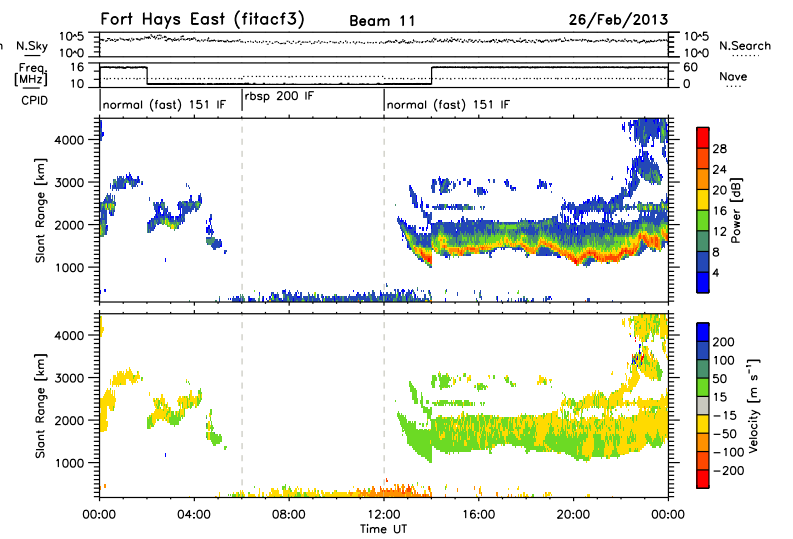 Fort Hays East (fitacf3) Beam 11 26/Feb/2013
N.Sky 10^5 10^0 10^5 10^0 N.Search
Freq. [MHz] 16 10 60 0 Nave
CPID normal (fast) 151 IF rbsp 200 IF normal (fast) 151 IF
Slant Range [km] 4000 3000 2000 1000
28 24 20 16 12 8 4 Power [dB]
Slant Range [km] 4000 3000 2000 1000
200 100 50 15 −15 −50 −100 −200 Velocity [m s⁻¹]
00:00 04:00 08:00 12:00 16:00 20:00 00:00
Time UT